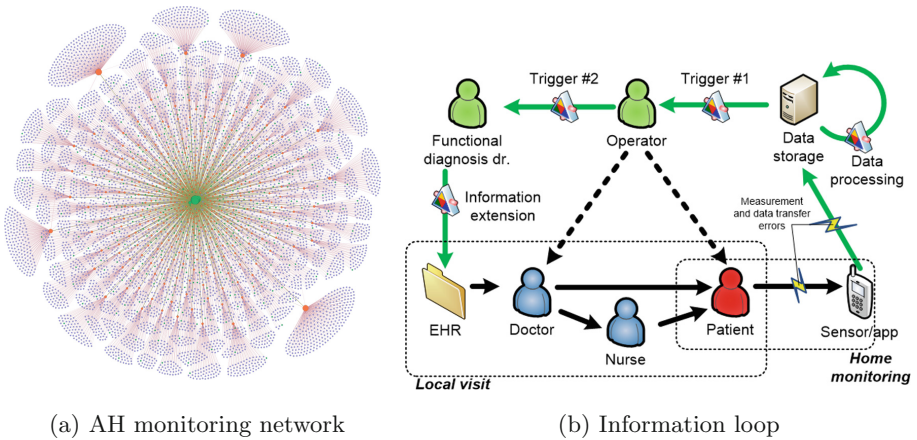 Trigger #2
Trigger #1
Functional
diagnosis dr.
Operator
Data
storage
Data
processing
Information
extension
Measurement
and data transfer
errors
EHR
Doctor
Nurse
Patient
Sensor/app
Home
monitoring
Local visit
(a) AH monitoring network
(b) Information loop